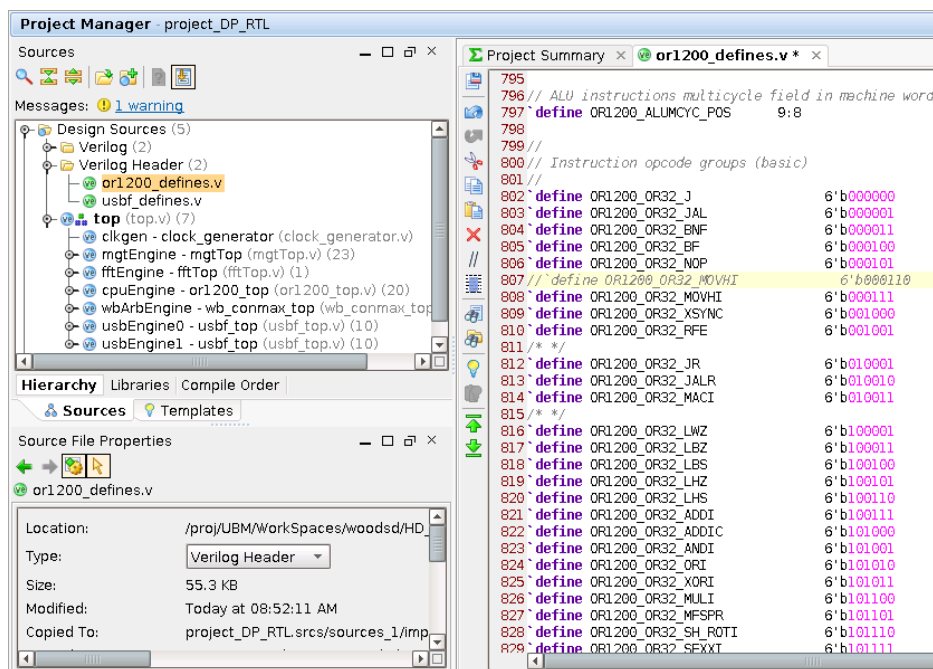 Project Manager - project_DP_RTL
Sources
Messages: 1 warning
Design Sources (5)
Verilog (2)
Verilog Header (2)
or1200_defines.v
usbf_defines.v
top (top.v) (7)
clkgen - clock_generator (clock_generator.v)
mgtEngine - mgtTop (mgtTop.v) (23)
fftEngine - fftTop (fftTop.v) (1)
cpuEngine - or1200_top (or1200_top.v) (20)
wbArbEngine - wb_conmax_top (wb_conmax_top
usbEngine0 - usbf_top (usbf_top.v) (10)
usbEngine1 - usbf_top (usbf_top.v) (10)
Hierarchy Libraries Compile Order
Sources Templates
Source File Properties
or1200_defines.v
Location: /proj/UBM/WorkSpaces/woodsd/HD_
Type: Verilog Header
Size: 55.3 KB
Modified: Today at 08:52:11 AM
Copied To: project_DP_RTL.srcs/sources_1/imp
Project Summary × or1200_defines.v * ×
795
796 // ALU instructions multicycle field in machine word
797 `define OR1200_ALUMCYC_POS 9:8
798
799 //
800 // Instruction opcode groups (basic)
801 //
802 `define OR1200_OR32_J 6'b000000
803 `define OR1200_OR32_JAL 6'b000001
804 `define OR1200_OR32_BNF 6'b000011
805 `define OR1200_OR32_BF 6'b000100
806 `define OR1200_OR32_NOP 6'b000101
807 //`define OR1200_OR32_MOVHI 6'b000110
808 `define OR1200_OR32_MOVHI 6'b000111
809 `define OR1200_OR32_XSYNC 6'b001000
810 `define OR1200_OR32_RFE 6'b001001
811 /* */
812 `define OR1200_OR32_JR 6'b010001
813 `define OR1200_OR32_JALR 6'b010010
814 `define OR1200_OR32_MACI 6'b010011
815 /* */
816 `define OR1200_OR32_LWZ 6'b100001
817 `define OR1200_OR32_LBZ 6'b100011
818 `define OR1200_OR32_LBS 6'b100100
819 `define OR1200_OR32_LHZ 6'b100101
820 `define OR1200_OR32_LHS 6'b100110
821 `define OR1200_OR32_ADDI 6'b100111
822 `define OR1200_OR32_ADDIC 6'b101000
823 `define OR1200_OR32_ANDI 6'b101001
824 `define OR1200_OR32_ORI 6'b101010
825 `define OR1200_OR32_XORI 6'b101011
826 `define OR1200_OR32_MULI 6'b101100
827 `define OR1200_OR32_MFSPR 6'b101101
828 `define OR1200_OR32_SH_ROTI 6'b101110
829 `define OR1200_OR32_SFXXI 6'b101111